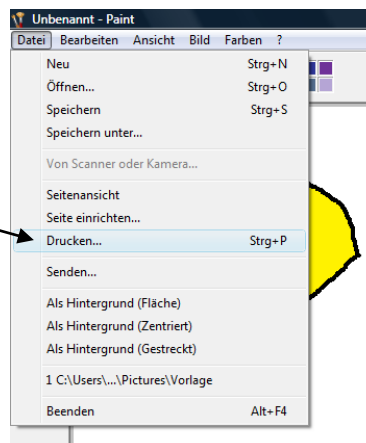 Unbenannt - Paint
Datei Bearbeiten Ansicht Bild Farben ?
Neu Strg+N
Öffnen... Strg+O
Speichern Strg+S
Speichern unter...
Von Scanner oder Kamera...
Seitenansicht
Seite einrichten...
Drucken... Strg+P
Senden...
Als Hintergrund (Fläche)
Als Hintergrund (Zentriert)
Als Hintergrund (Gestreckt)
1 C:\Users\...\Pictures\Vorlage
Beenden Alt+F4